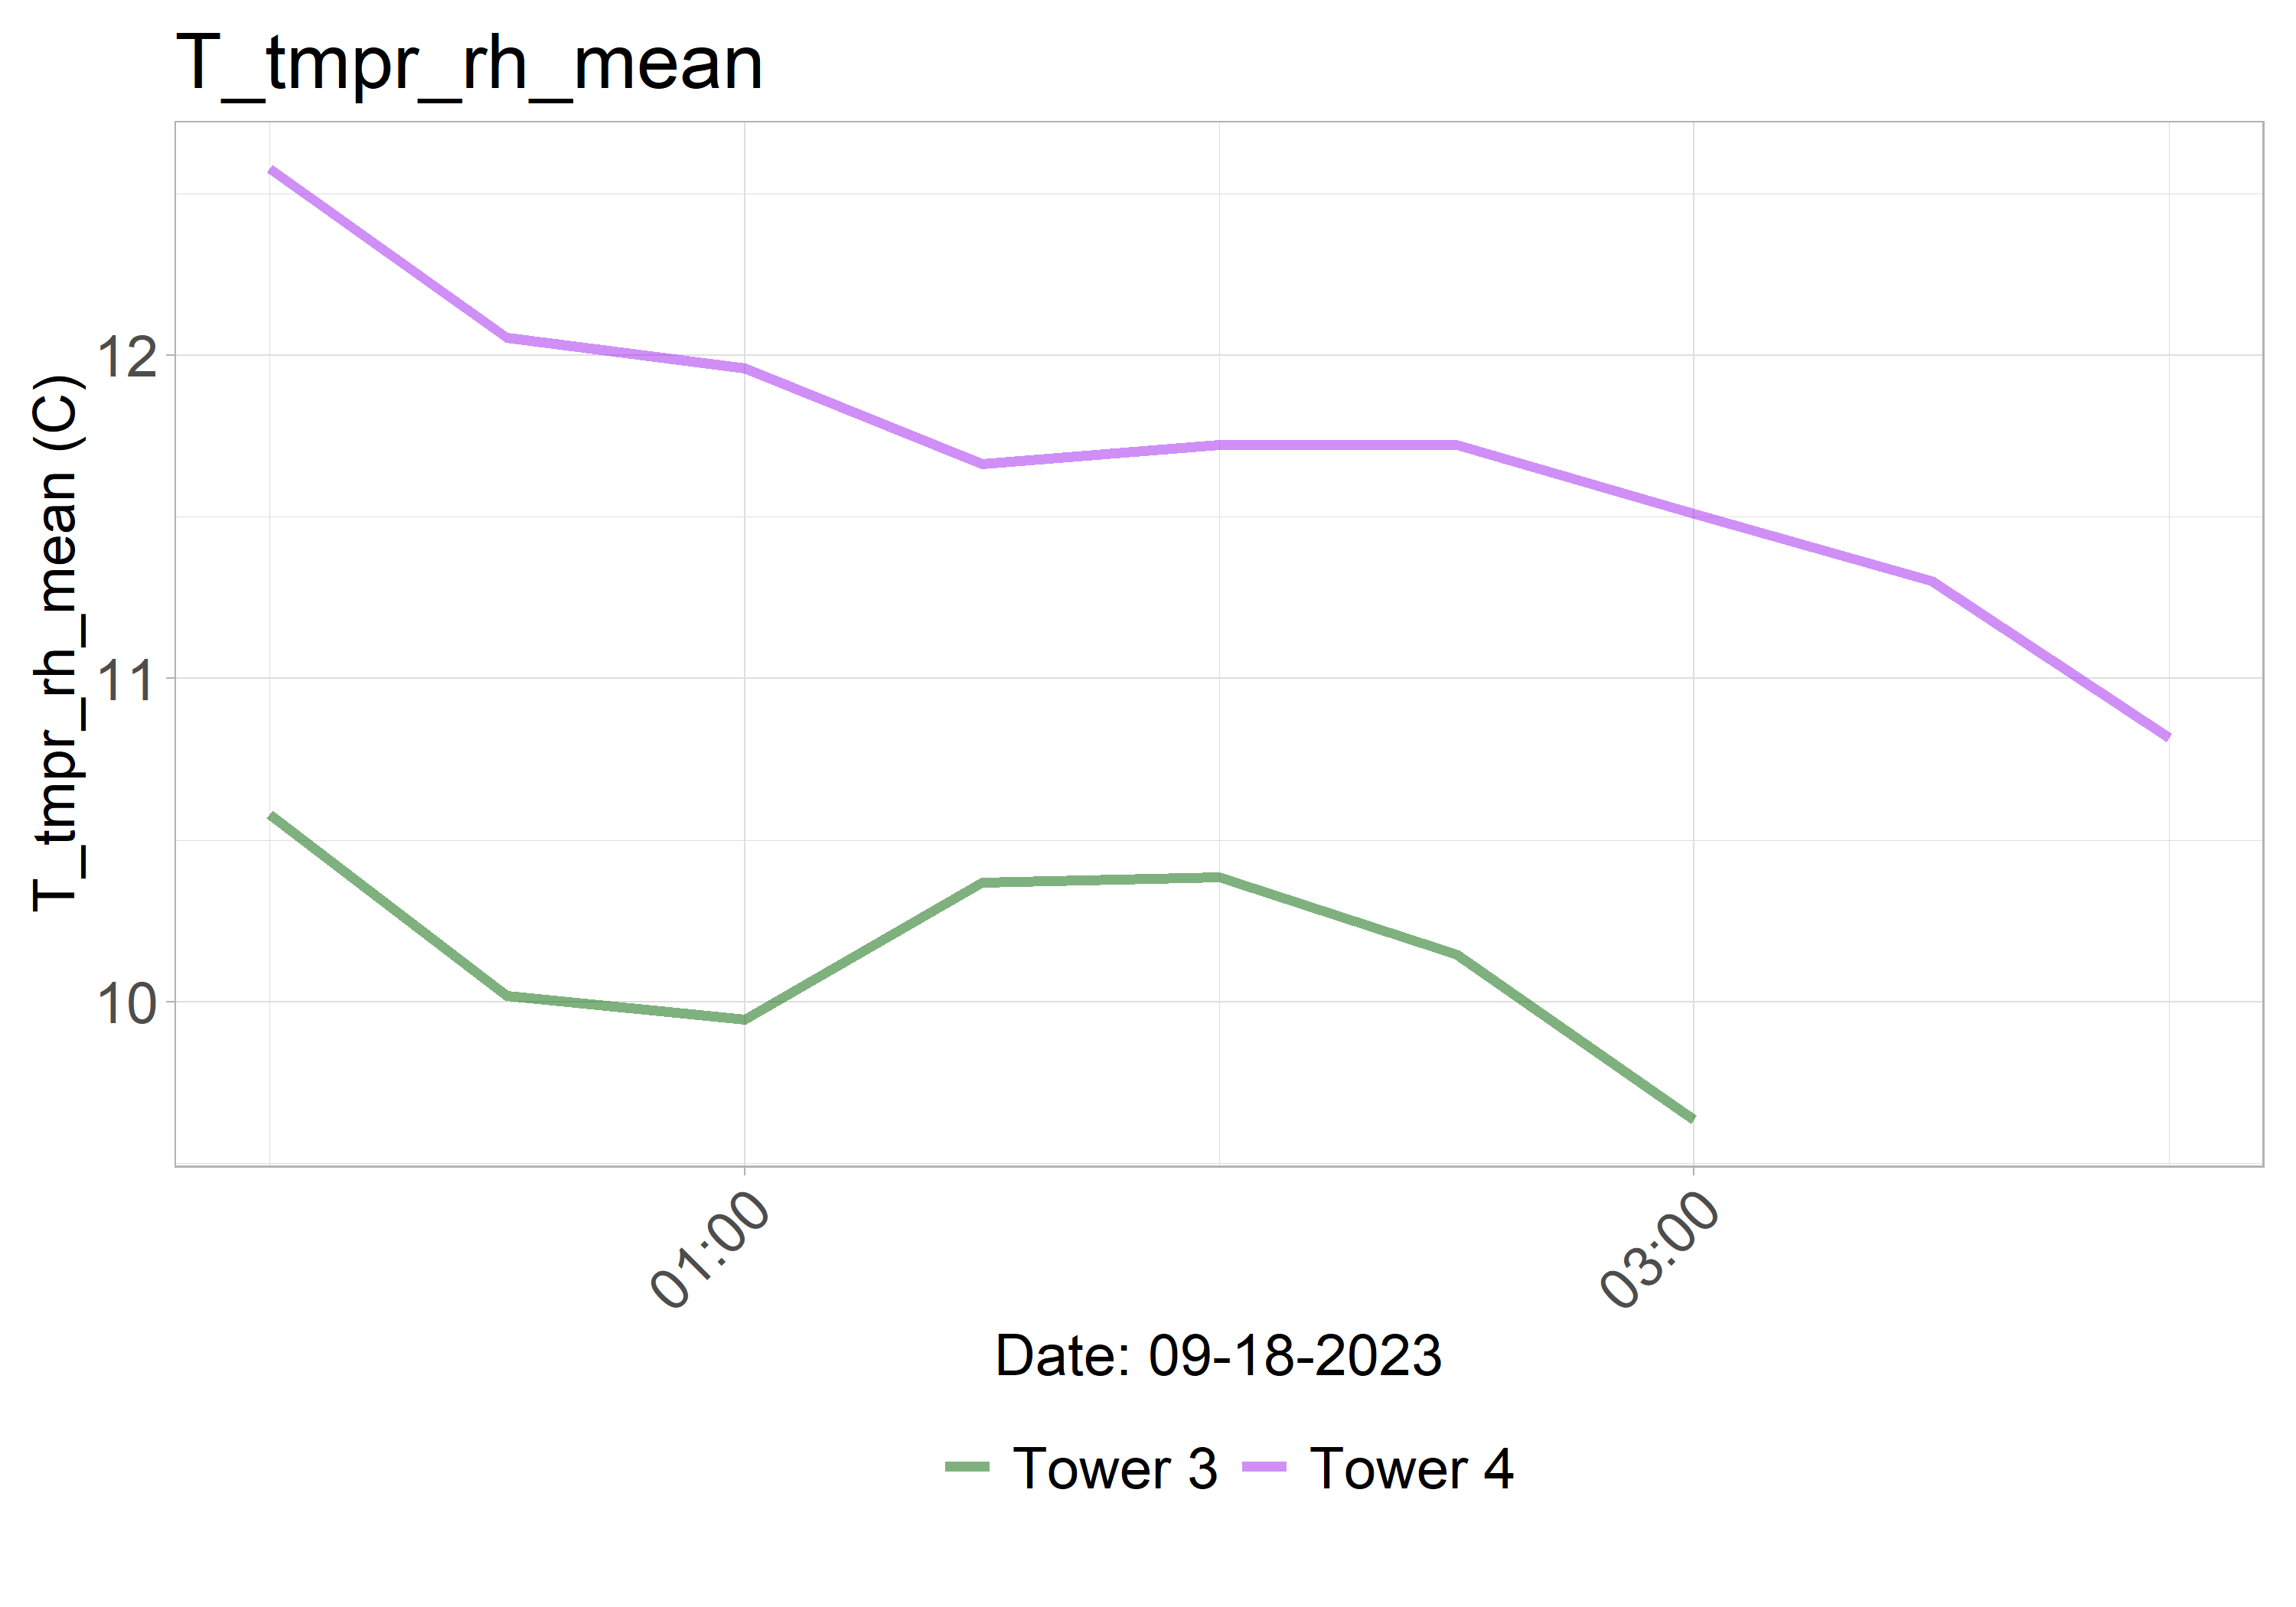 T_tmpr_rh_mean
T_tmpr_rh_mean (C)
12
11
10
01:00
03:00
Date: 09-18-2023
Tower 3
Tower 4